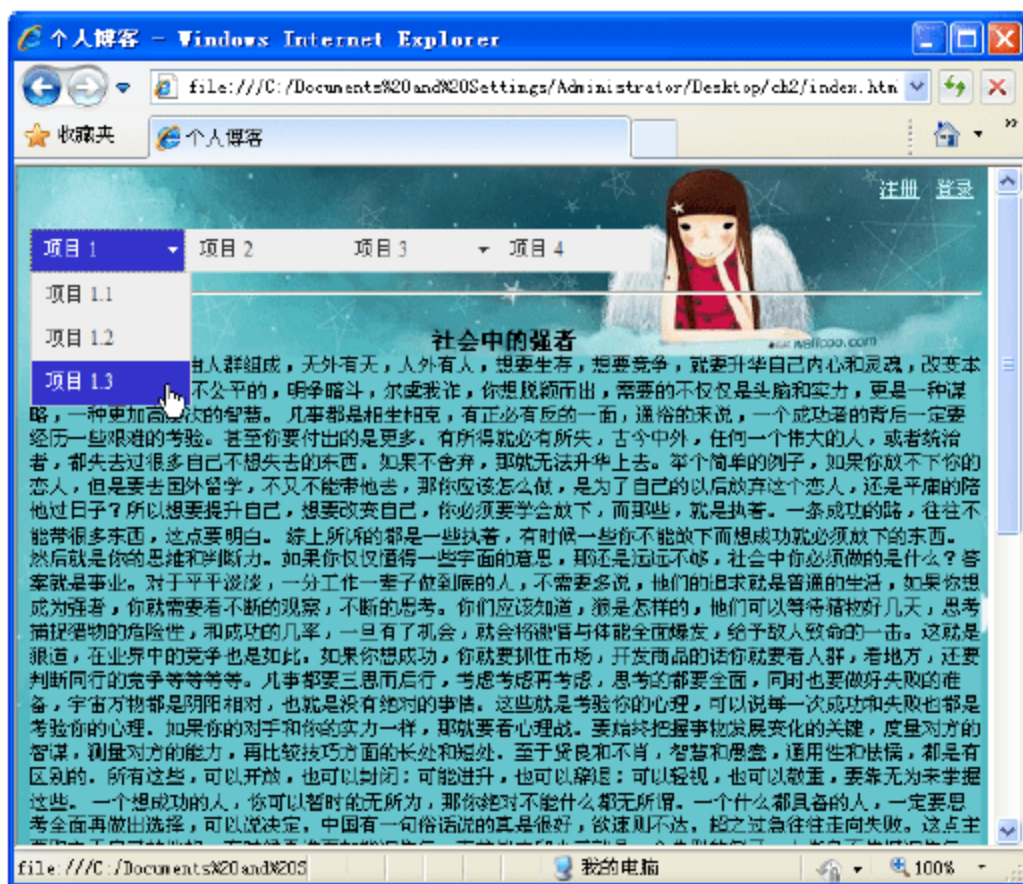 个人博客 - Windows Internet Explorer
file:///C:/Documents%20and%20Settings/Administrator/Desktop/ch2/index.htm
收藏夹 个人博客
注册 登录
项目 1 项目 2 项目 3 项目 4
项目 1.1
项目 1.2
项目 1.3
社会中的强者
由人群组成，天外有天，人外有人，想要生存，想要竞争，就要升华自己内心和灵魂，改变本
不公平的，明争暗斗，尔虞我诈，你想脱颖而出，需要的不仅仅是头脑和实力，更是一种谋
略，一种更加高层次的智慧。凡事都是相生相克，有正必有反的一面，通俗的来说，一个成功者的背后一定要
经历一些艰难的考验。甚至你要付出的是更多。有所得就必有所失，古今中外，任何一个伟大的人，或者统治
者，都失去过很多自己不想失去的东西。如果不舍弃，那就无法升华上去。举个简单的例子，如果你放不下你的
恋人，但是要去国外留学，不又不能带他去，那你应该怎么做，是为了自己的以后放弃这个恋人，还是平庸的陪
他过日子？所以想要提升自己，想要改变自己，你必须要学会放下，而那些，就是执着。一条成功的路，往往不
能带很多东西，这点要明白。综上所诉的都是一些执着，有时候一些你不能放下而想成功就必须放下的东西。
然后就是你的思维和判断力。如果你仅仅懂得一些字面的意思，那还是远远不够，社会中你必须做的是什么？答
案就是事业。对于平平淡淡，一分工作一辈子做到底的人，不需要多说，他们的追求就是普通的生活，如果你想
成为强者，你就需要看不断的观察，不断的思考。你们应该知道，狼是怎样的，他们可以等待猎物好几天，思考
捕捉猎物的危险性，和成功的几率，一旦有了机会，就会将激情与体能全面爆发，给予敌人致命的一击。这就是
狼道，在业界中的竞争也是如此。如果你想成功，你就要抓住市场，开发商品的话你就要看人群，看地方，还要
判断同行的竞争等等等等。凡事都要三思而后行，考虑考虑再考虑，思考的都要全面，同时也要做好失败的准
备，宇宙万物都是阴阳相对，也就是没有绝对的事情。这些就是考验你的心理，可以说每一次成功和失败也都是
考验你的心理．如果你的对手和你的实力一样，那就要看心理战。要始终把握事物发展变化的关键，度量对方的
智谋，测量对方的能力，再比较技巧方面的长处和短处．至于贤良和不肖，智慧和愚蠢，通用性和怯懦，都是有
区别的．所有这些，可以开放，也可以封闭；可能进升，也可以辞退；可以轻视，也可以敬重，要靠无为来掌握
这些。一个想成功的人，你可以暂时的无所为，那你绝对不能什么都无所谓。一个什么都具备的人，一定要思
考全面再做出选择，可以说决定，中国有一句俗话说的真是很好，欲速则不达．超之过急往往走向失败。这点主
file:///C:/Documents%20and%20S 我的电脑 100%